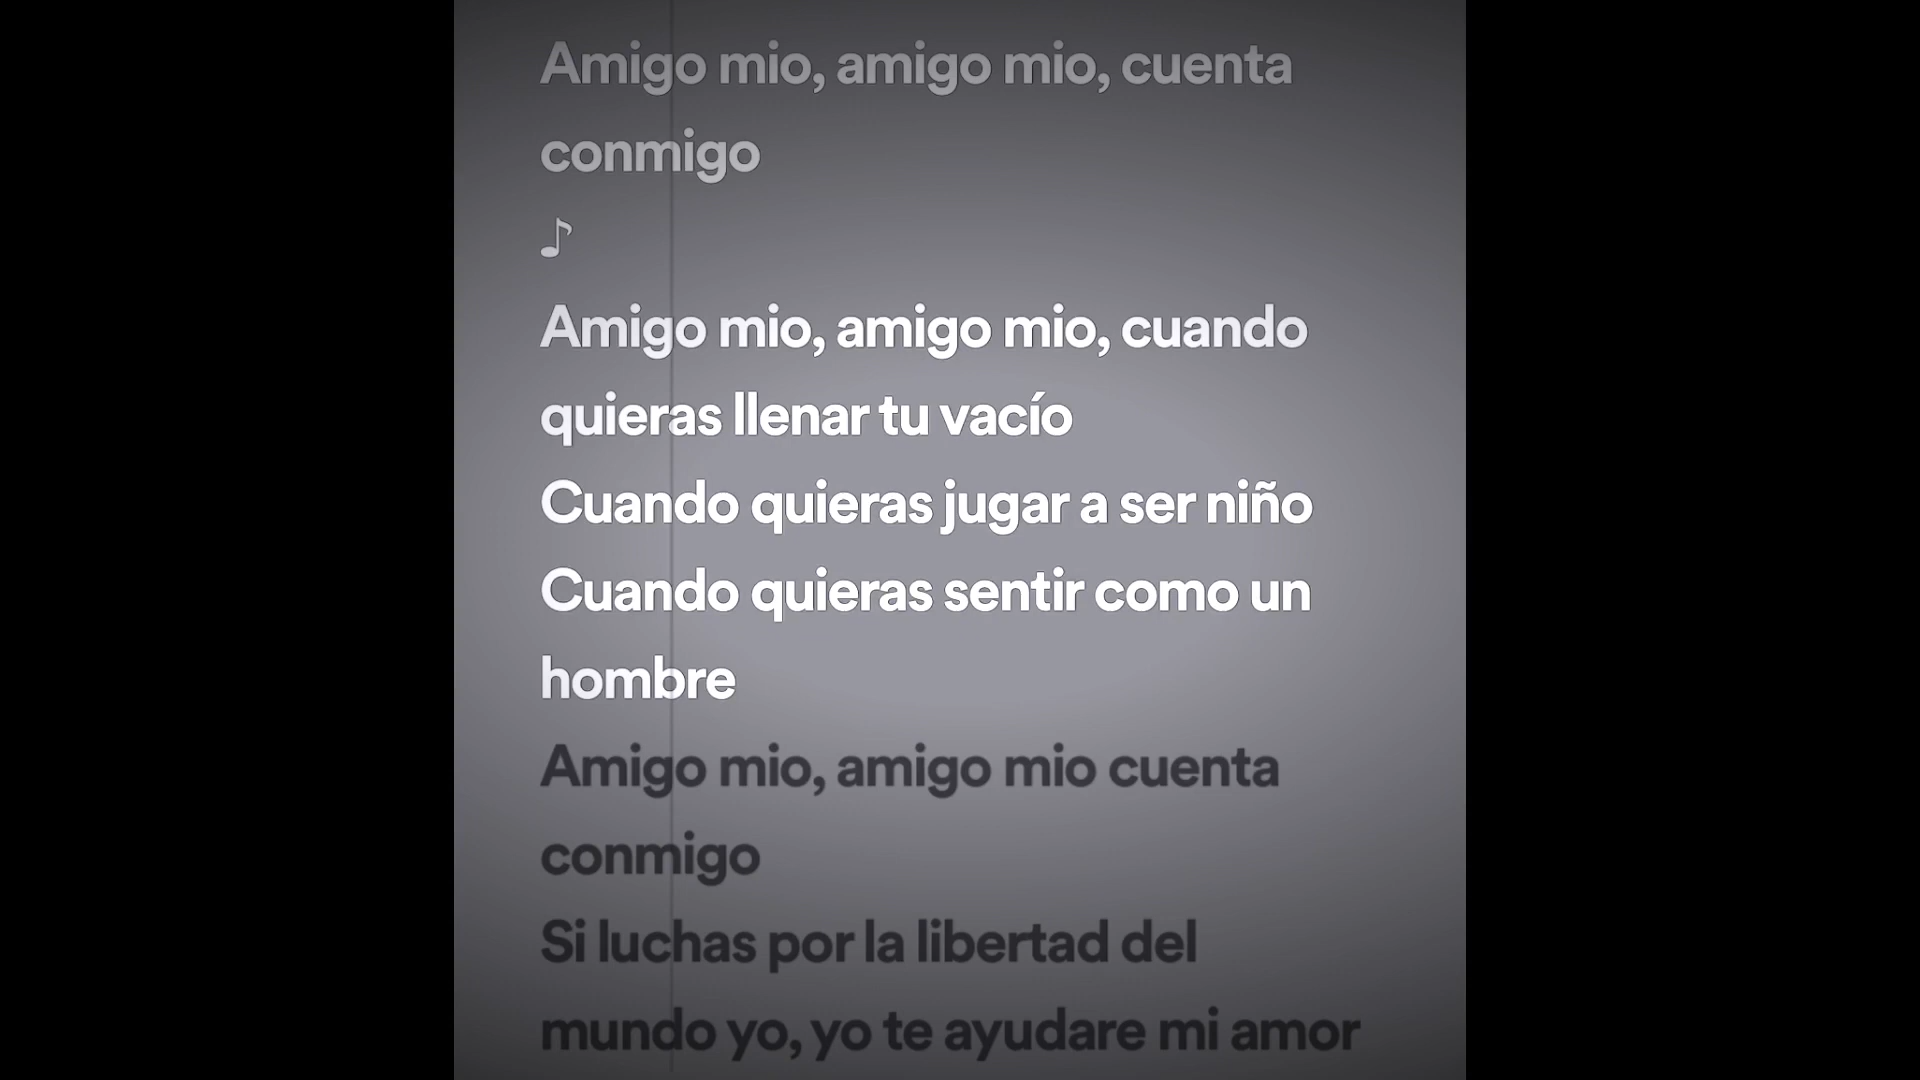 Amigo mio, amigo mio, cuenta
conmigo
♪
Amigo mio, amigo mio, cuando
quieras llenar tu vacío
Cuando quieras jugar a ser niño
Cuando quieras sentir como un
hombre
Amigo mio, amigo mio cuenta
conmigo
Si luchas por la libertad del
mundo yo, yo te ayudare mi amor